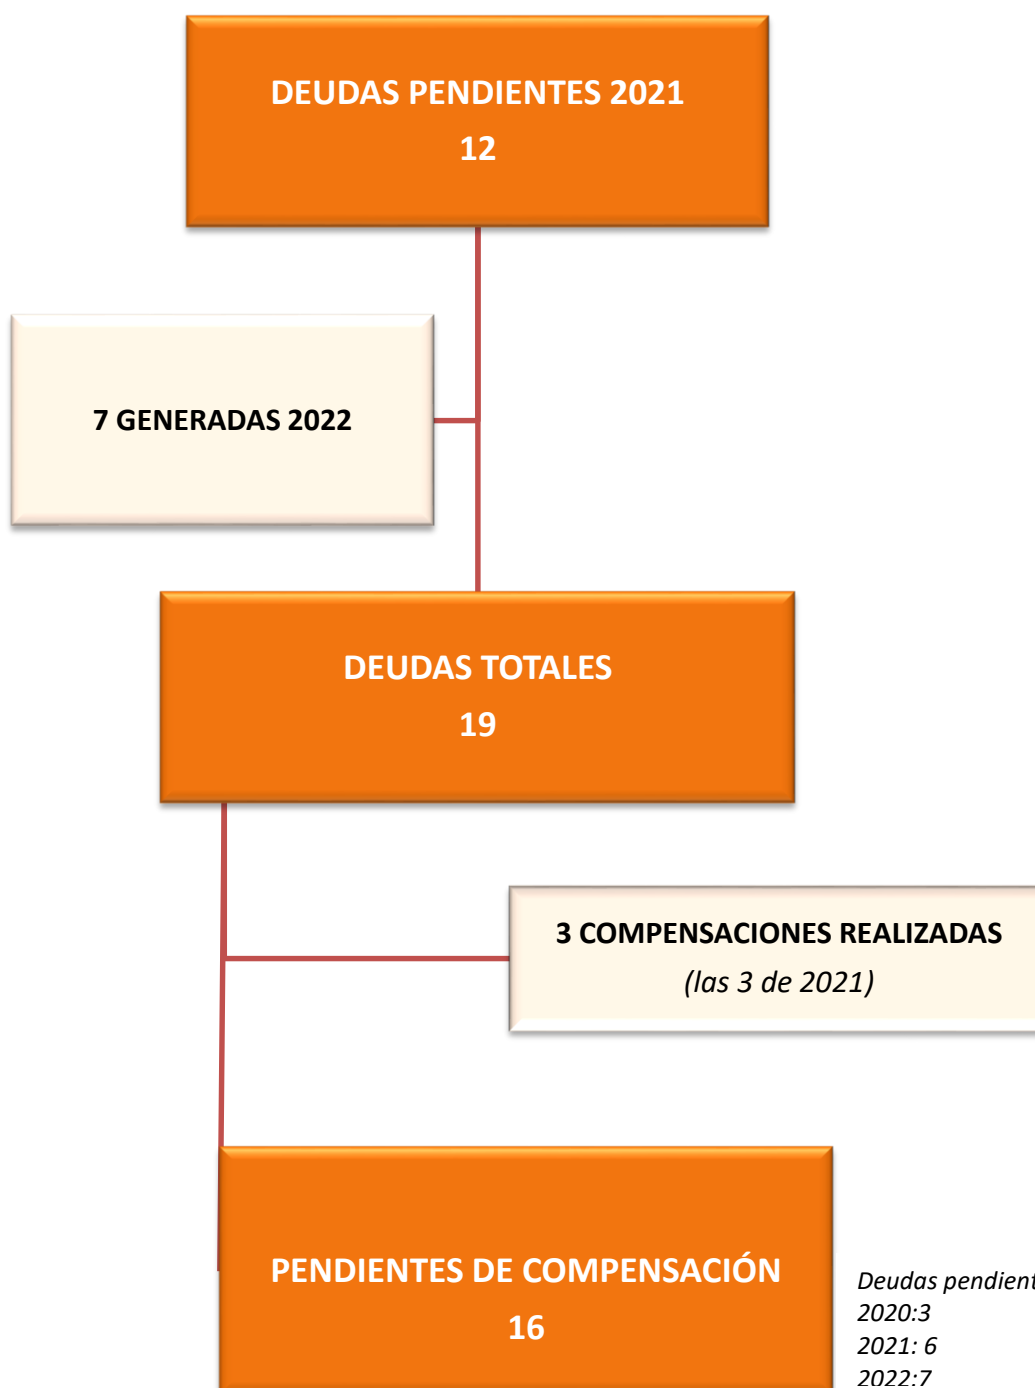 DEUDAS PENDIENTES 2021
12
7 GENERADAS 2022
DEUDAS TOTALES
19
3 COMPENSACIONES REALIZADAS
(las 3 de 2021)
PENDIENTES DE COMPENSACIÓN
16
Deudas
2020:3
2021: 6
2022:7